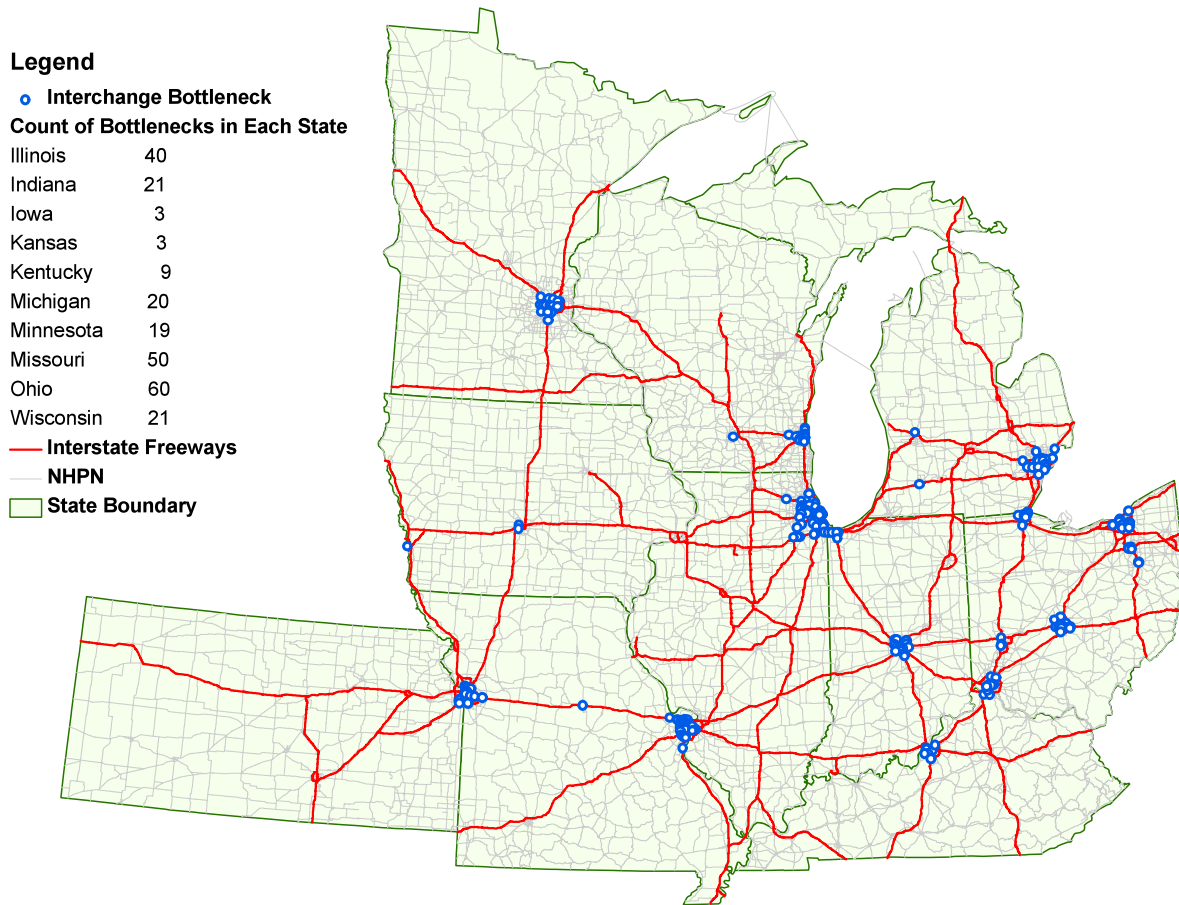 Legend
Interchange Bottleneck
Count of Bottlenecks in Each State
Illinois 40
Indiana 21
Iowa 3
Kansas 3
Kentucky 9
Michigan 20
Minnesota 19
Missouri 50
Ohio 60
Wisconsin 21
Interstate Freeways
NHPN
State Boundary